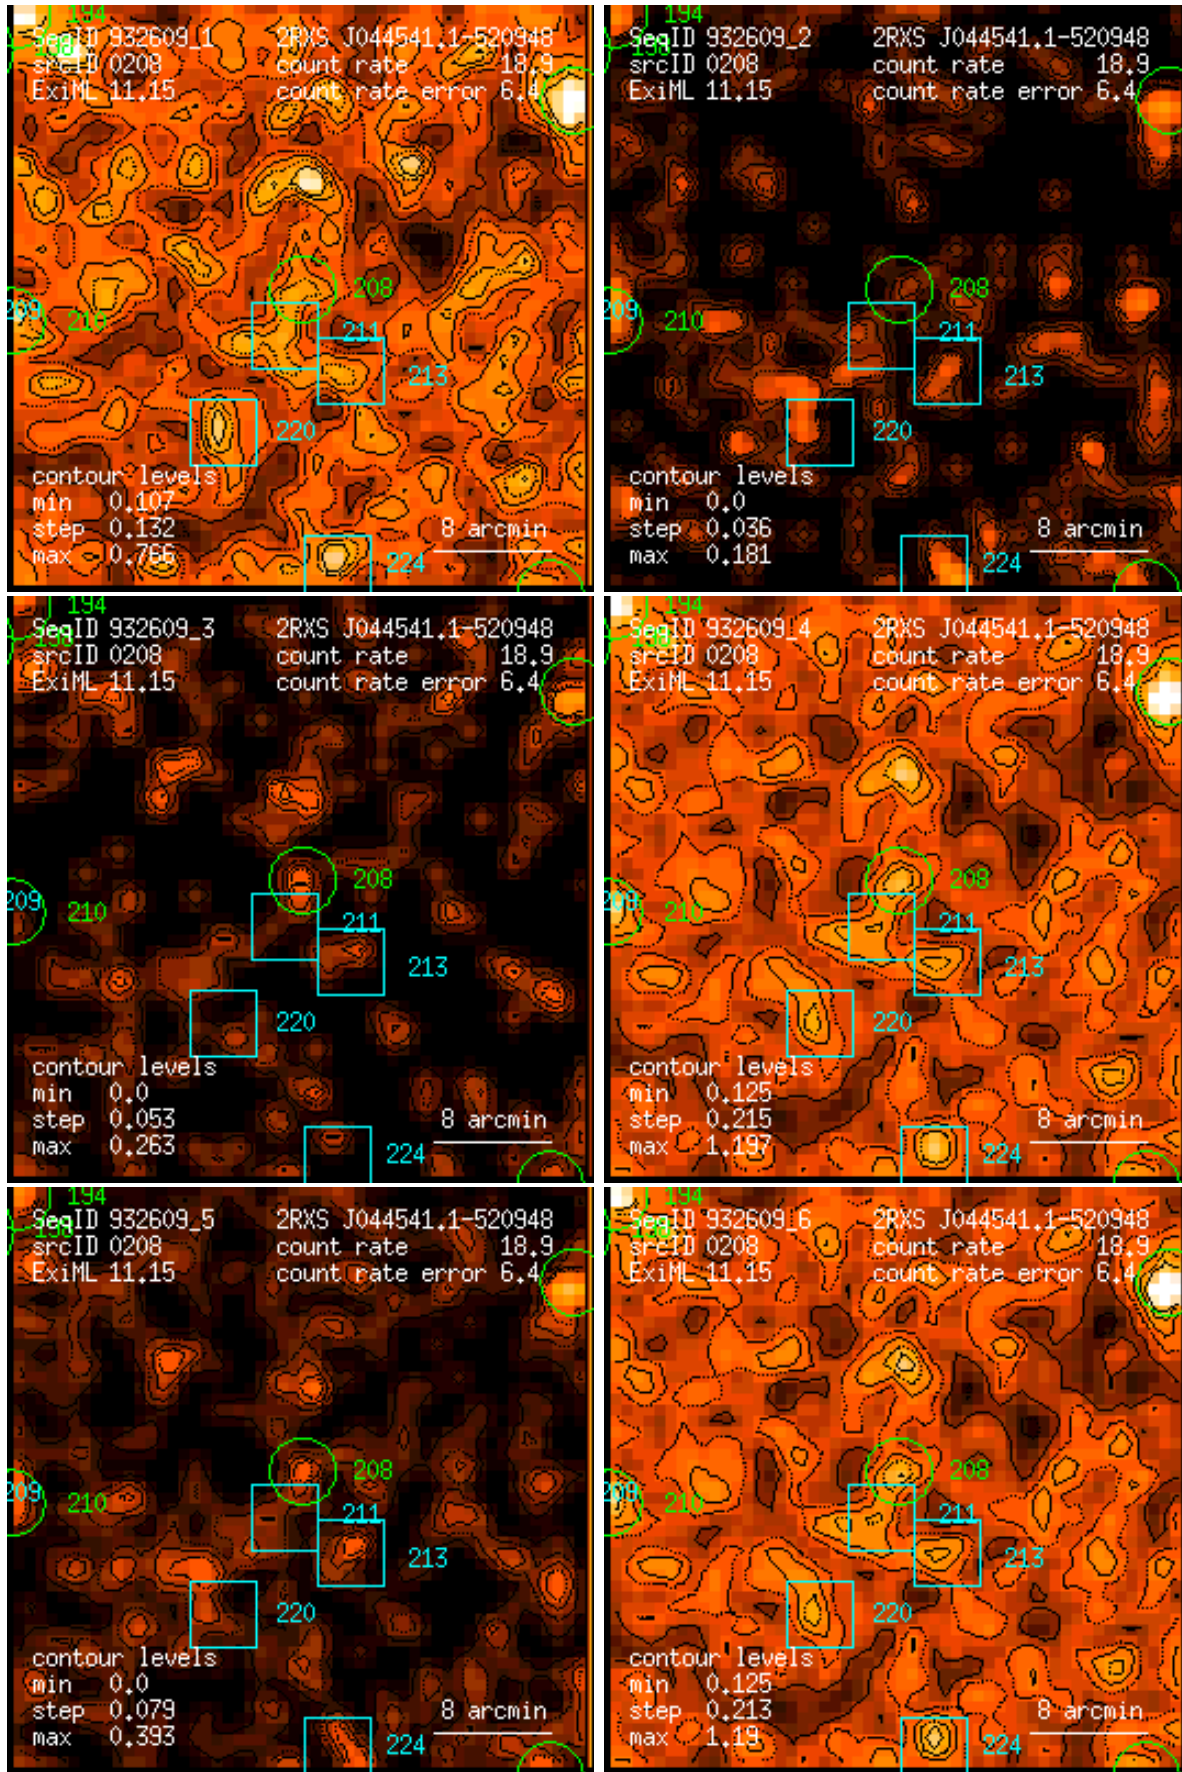 194
198
SeqID 932609_1 2RXS J044541.1-520948
srcID 0208 count rate 18.9
ExiML 11.15 count rate error 6.4
208
209 210 211
213
220
contour levels
min 0.107
step 0.132 8 arcmin
max 0.766 224
194
198
SeqID 932609_2 2RXS J044541.1-520948
srcID 0208 count rate 18.9
ExiML 11.15 count rate error 6.4
208
210 211
213
220
contour levels
min 0.0
step 0.036 8 arcmin
max 0.181 224
194
198
SeqID 932609_3 2RXS J044541.1-520948
srcID 0208 count rate 18.9
ExiML 11.15 count rate error 6.4
208
209 210 211
213
220
contour levels
min 0.0
step 0.053 8 arcmin
max 0.263 224
194
198
SeqID 932609_4 2RXS J044541.1-520948
srcID 0208 count rate 18.9
ExiML 11.15 count rate error 6.4
208
209 210 211
213
220
contour levels
min 0.125
step 0.215 8 arcmin
max 1.197 224
194
198
SeqID 932609_5 2RXS J044541.1-520948
srcID 0208 count rate 18.9
ExiML 11.15 count rate error 6.4
208
209 210 211
213
220
contour levels
min 0.0
step 0.079 8 arcmin
max 0.393 224
194
198
SeqID 932609_6 2RXS J044541.1-520948
srcID 0208 count rate 18.9
ExiML 11.15 count rate error 6.4
208
209 210 211
213
220
contour levels
min 0.125
step 0.213 8 arcmin
max 1.19 224